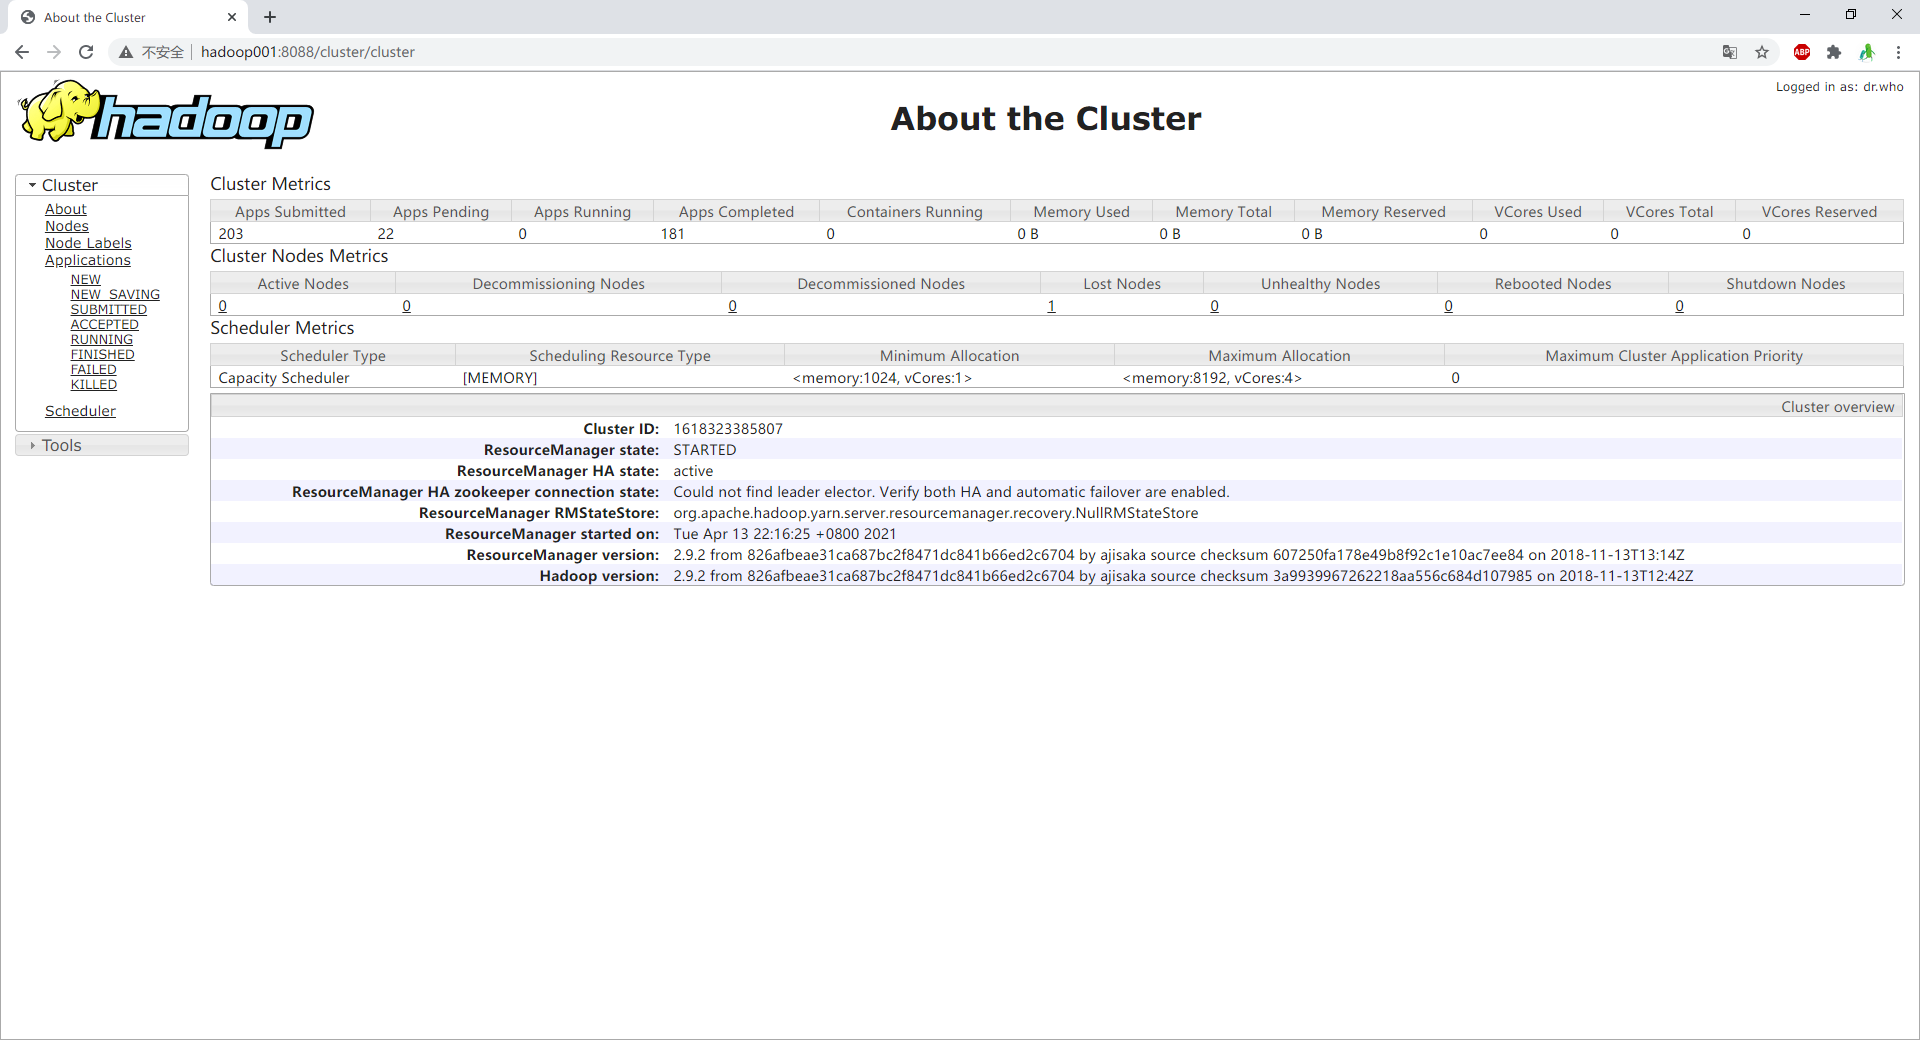 About the Cluster
不安全 hadoop001:8088/cluster/cluster
ABP
Logged in as: dr.who
hadoop
About the Cluster
Cluster
About
Nodes
Node Labels
Applications
NEW
NEW_SAVING
SUBMITTED
ACCEPTED
RUNNING
FINISHED
FAILED
KILLED
Scheduler
Tools
Cluster Metrics
Apps Submitted Apps Pending Apps Running Apps Completed Containers Running Memory Used Memory Total Memory Reserved VCores Used VCores Total VCores Reserved
203 22 0 181 0 0 B 0 B 0 B 0 0 0
Cluster Nodes Metrics
Active Nodes Decommissioning Nodes Decommissioned Nodes Lost Nodes Unhealthy Nodes Rebooted Nodes Shutdown Nodes
0 0 0 1 0 0 0
Scheduler Metrics
Scheduler Type Scheduling Resource Type Minimum Allocation Maximum Allocation Maximum Cluster Application Priority
Capacity Scheduler [MEMORY] <memory:1024, vCores:1> <memory:8192, vCores:4> 0
Cluster overview
Cluster ID: 1618323385807
ResourceManager state: STARTED
ResourceManager HA state: active
ResourceManager HA zookeeper connection state: Could not find leader elector. Verify both HA and automatic failover are enabled.
ResourceManager RMStateStore: org.apache.hadoop.yarn.server.resourcemanager.recovery.NullRMStateStore
ResourceManager started on: Tue Apr 13 22:16:25 +0800 2021
ResourceManager version: 2.9.2 from 826afbeae31ca687bc2f8471dc841b66ed2c6704 by ajisaka source checksum 607250fa178e49b8f92c1e10ac7ee84 on 2018-11-13T13:14Z
Hadoop version: 2.9.2 from 826afbeae31ca687bc2f8471dc841b66ed2c6704 by ajisaka source checksum 3a9939967262218aa556c684d107985 on 2018-11-13T12:42Z